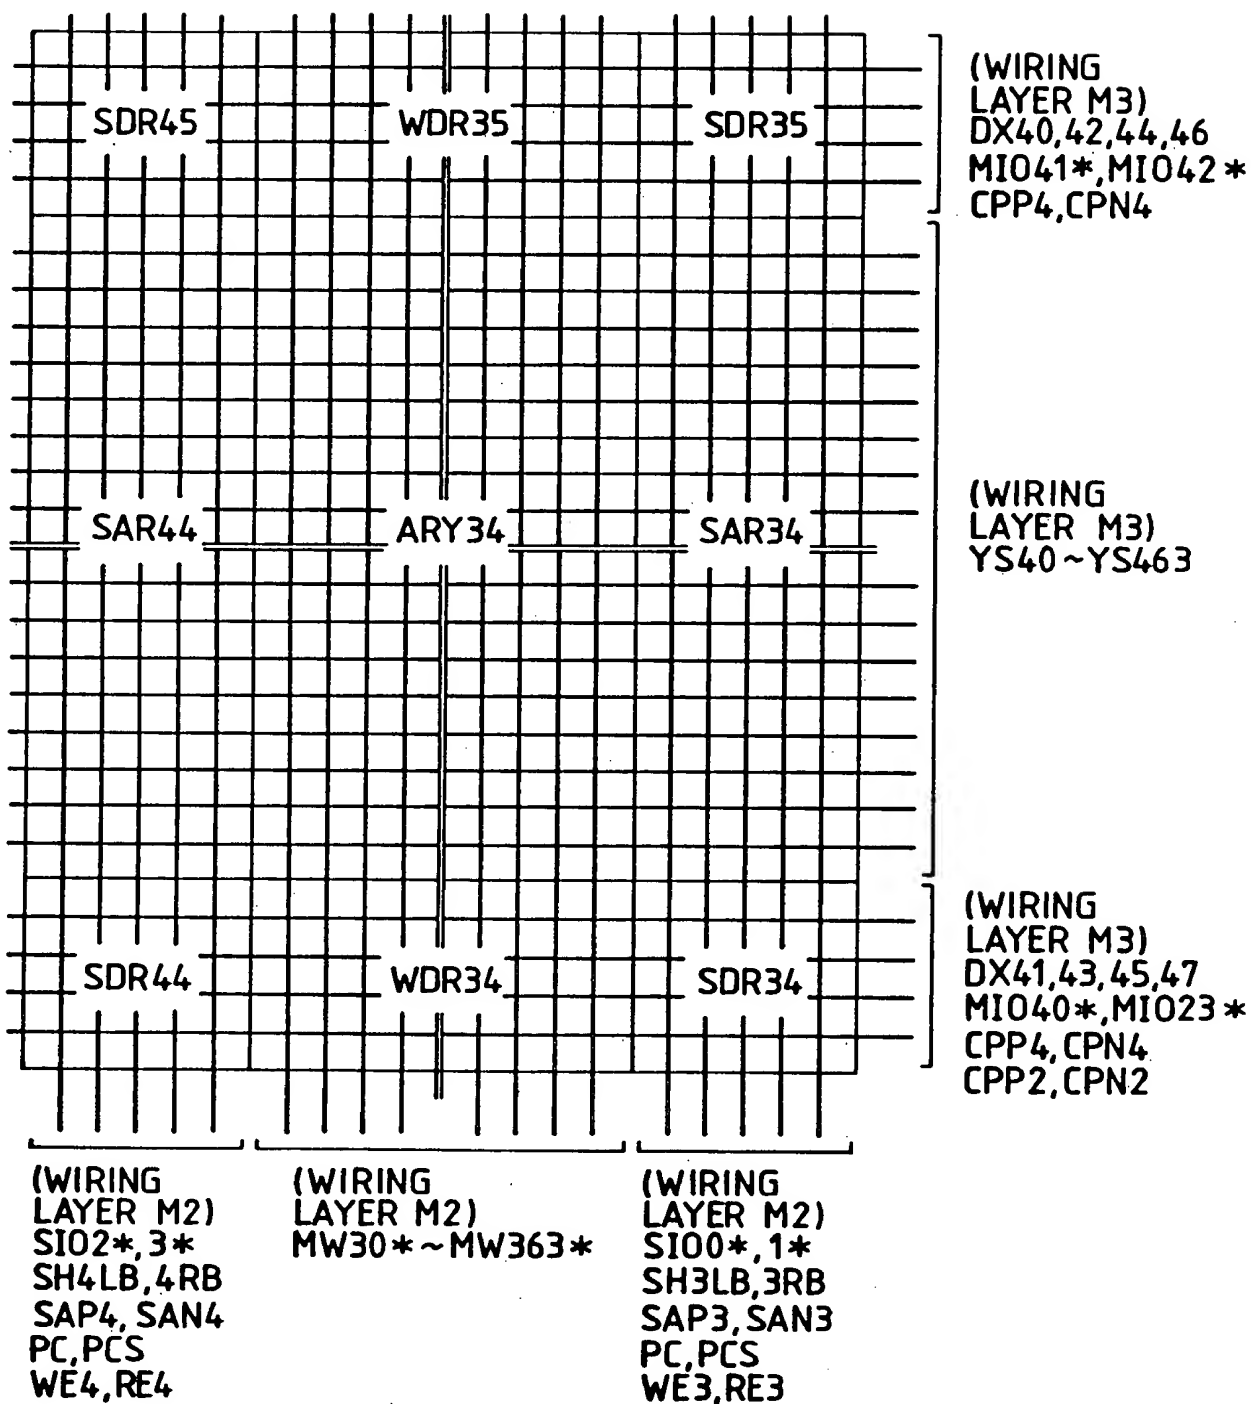 (WIRING
LAYER M3)
DX40,42,44,46
MIO41*,MIO42*
CPP4,CPN4
SDR45
WDR35
SDR35
SAR44
ARY34
SAR34
(WIRING
LAYER M3)
YS40~YS463
SDR44
WDR34
SDR34
(WIRING
LAYER M3)
DX41,43,45,47
MIO40*,MIO23*
CPP4,CPN4
CPP2,CPN2
(WIRING
LAYER M2)
SIO2*,3*
SH4LB,4RB
SAP4,SAN4
PC,PCS
WE4,RE4
(WIRING
LAYER M2)
MW30*~MW363*
(WIRING
LAYER M2)
SIO0*,1*
SH3LB,3RB
SAP3,SAN3
PC,PCS
WE3,RE3